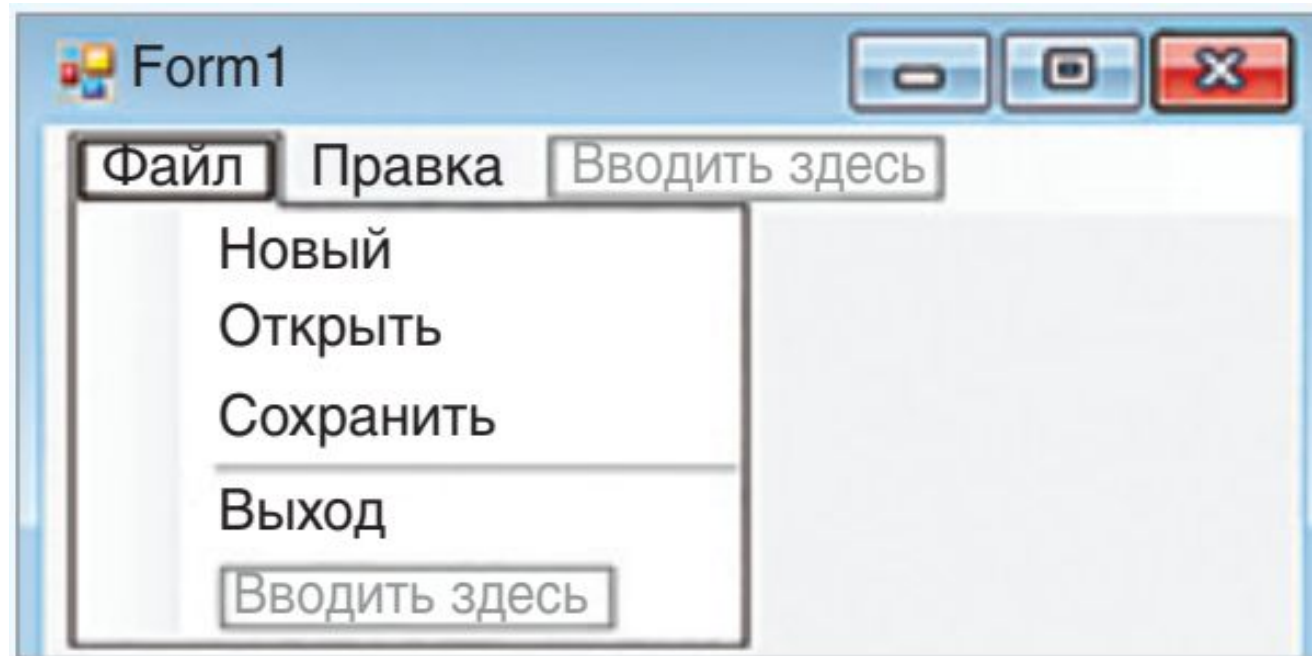 Form1
Файл Правка Вводить здесь
Новый
Открыть
Сохранить
Выход
Вводить здесь